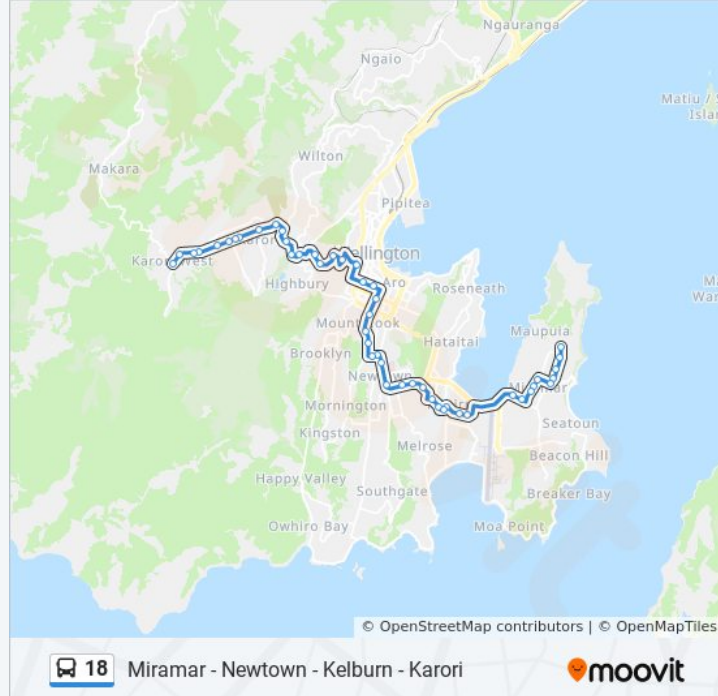 Ngauranga
Ngaio
Matiu / S
Islan
Wilton
Makara
Pipitea
Karori West
ellington
Aro
Highbury
Roseneath
Mount Cook
Hataitai
Maupuia
Brooklyn
Newtown
Miramar
Mornington
Seatoun
Kingston
Melrose
Beacon Hill
Happy Valley
Southgate
Breaker Bay
Owhiro Bay
Moa Point
© OpenStreetMap contributors | © OpenMapTiles
18 Miramar - Newtown - Kelburn - Karori
moovit